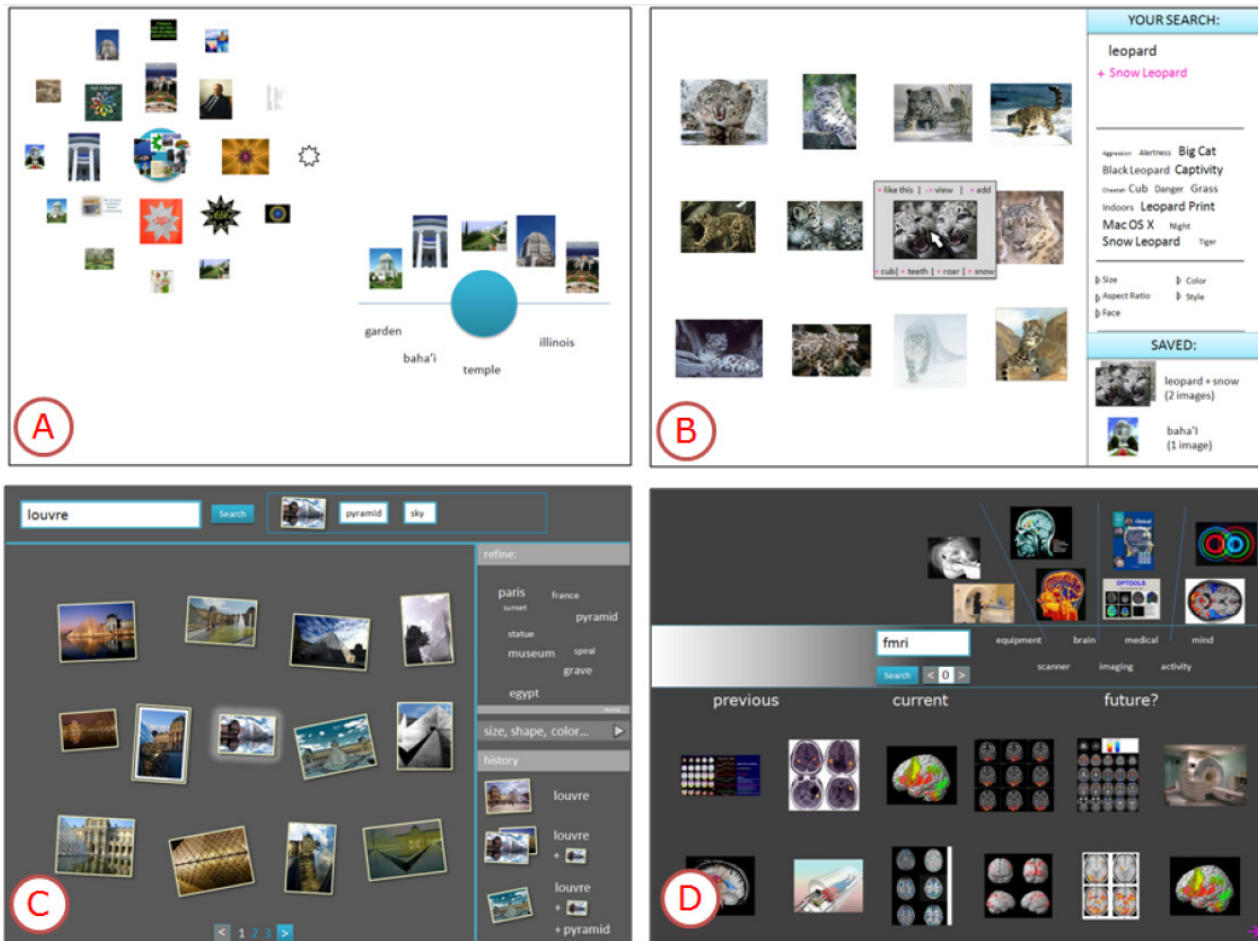 garden
baha'i
temple
illinois
A
YOUR SEARCH:
leopard
+ Snow Leopard
Aggression Alertness Big Cat
Black Leopard Captivity
Cheetah Cub Danger Grass
Indoors Leopard Print
Mac OS X Night
Snow Leopard Tiger
Size Color
Aspect Ratio Style
Face
+ like this | -> view | + add
+ cub| + teeth | + roar | + snow
SAVED:
leopard + snow
(2 images)
baha'I
(1 image)
B
louvre
Search
pyramid
sky
refine:
paris france
sunset
pyramid
statue
museum spiral
grave
egypt
more...
size, shape, color...
history
louvre
louvre
+
louvre
+
+ pyramid
< 1 2 3 >
C
Clinical
DPTOOLS
fmri
Search < 0 >
equipment brain medical mind
scanner imaging activity
previous current future?
D